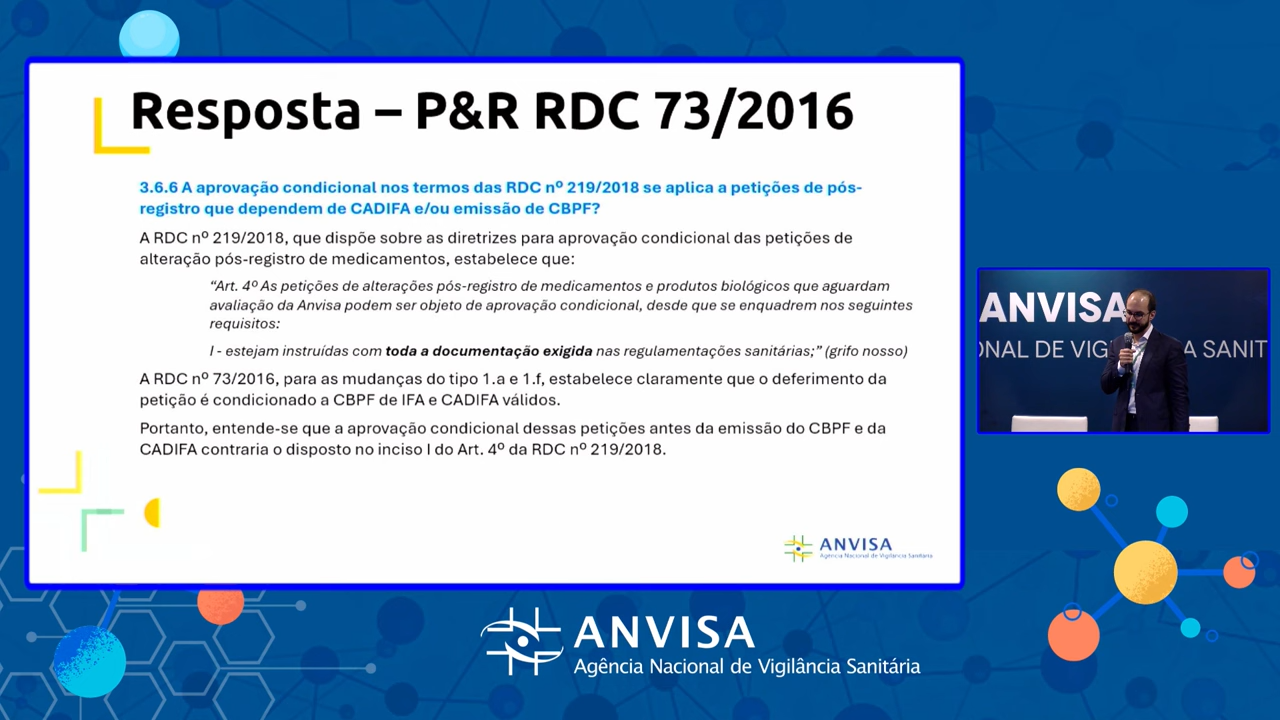 Resposta – P&R RDC 73/2016
3.6.6 A aprovação condicional nos termos das RDC nº 219/2018 se aplica a petições de pós-
registro que dependem de CADIFA e/ou emissão de CBPF?
A RDC nº 219/2018, que dispõe sobre as diretrizes para aprovação condicional das petições de
alteração pós-registro de medicamentos, estabelece que:
“Art. 4º As petições de alterações pós-registro de medicamentos e produtos biológicos que aguardam
avaliação da Anvisa podem ser objeto de aprovação condicional, desde que se enquadrem nos seguintes
requisitos:
I - estejam instruídas com toda a documentação exigida nas regulamentações sanitárias;” (grifo nosso)
A RDC nº 73/2016, para as mudanças do tipo 1.a e 1.f, estabelece claramente que o deferimento da
petição é condicionado a CBPF de IFA e CADIFA válidos.
Portanto, entende-se que a aprovação condicional dessas petições antes da emissão do CBPF e da
CADIFA contraria o disposto no inciso I do Art. 4º da RDC nº 219/2018.
ANVISA
Agência Nacional de Vigilância Sanitária
ANVISA
ONAL DE VIG A SANIT
ANVISA
Agência Nacional de Vigilância Sanitária